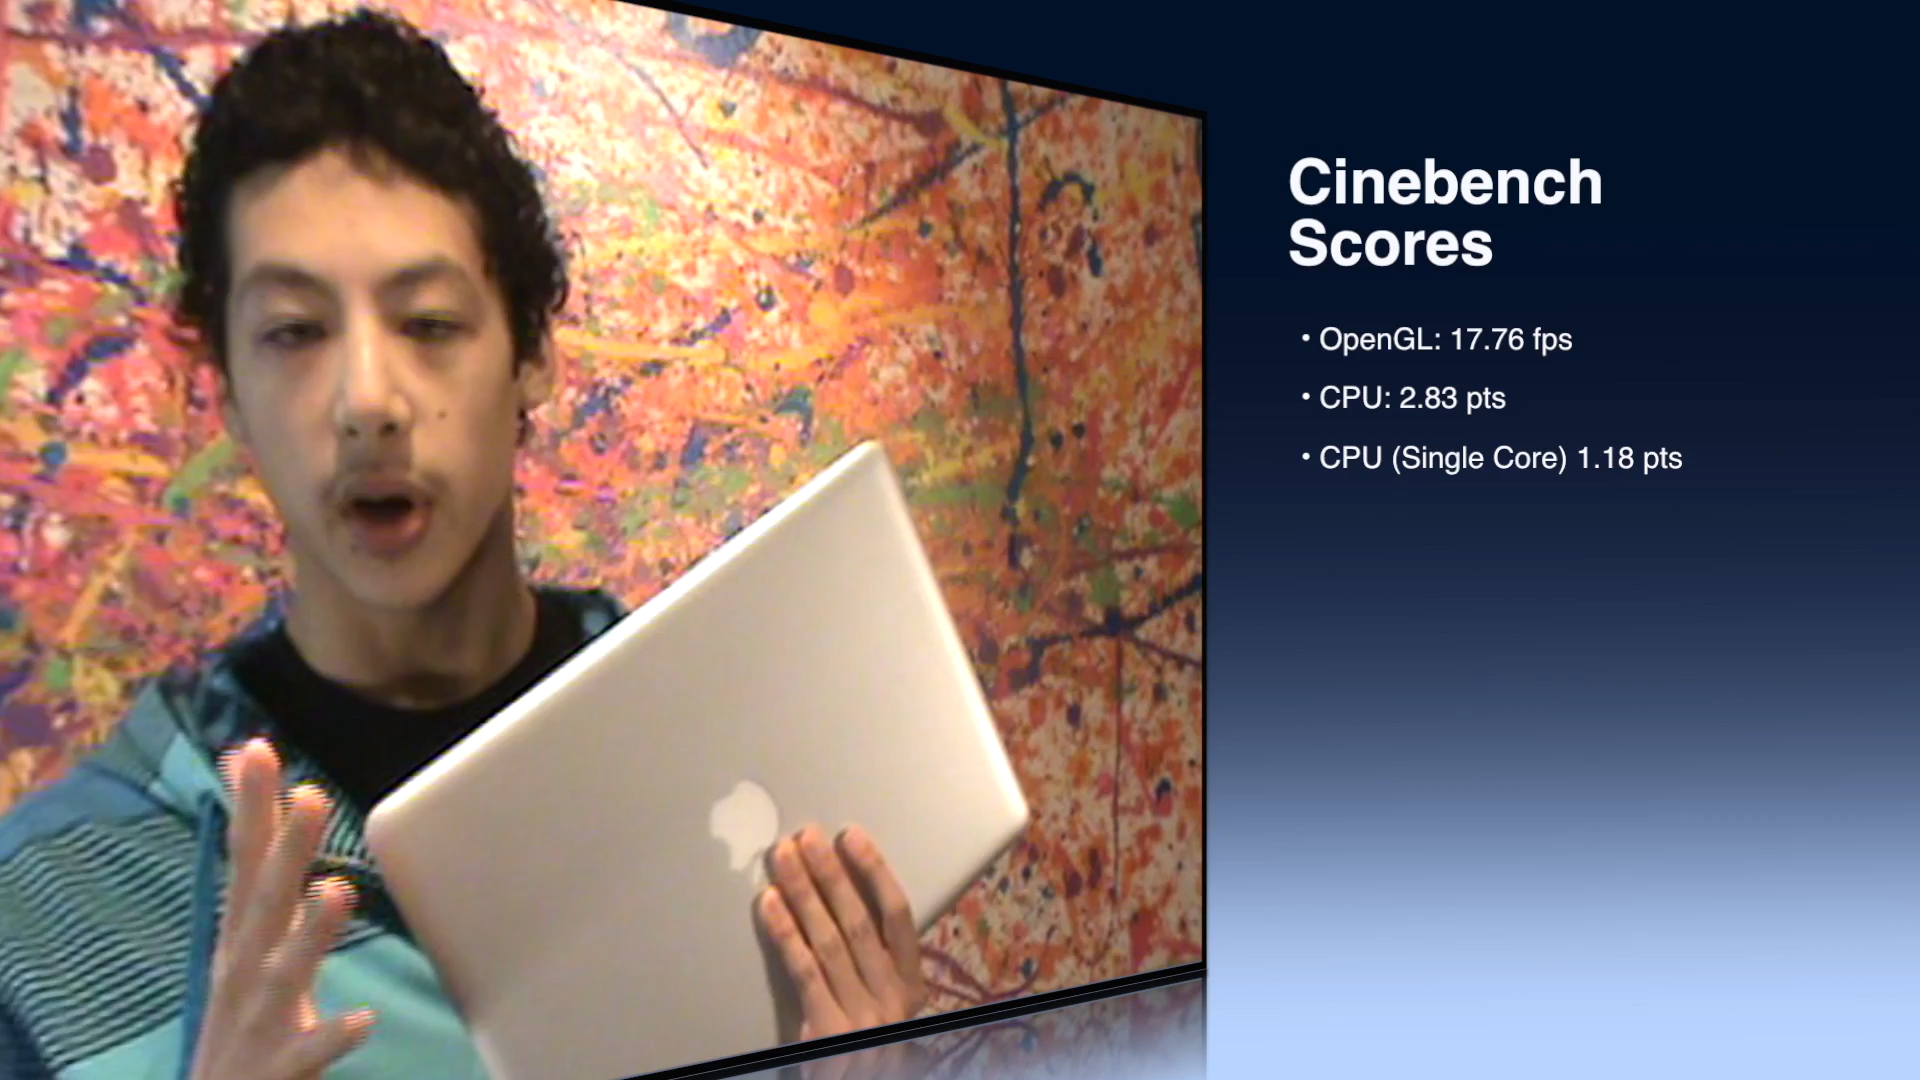 Cinebench
Scores
• OpenGL: 17.76 fps
• CPU: 2.83 pts
• CPU (Single Core) 1.18 pts